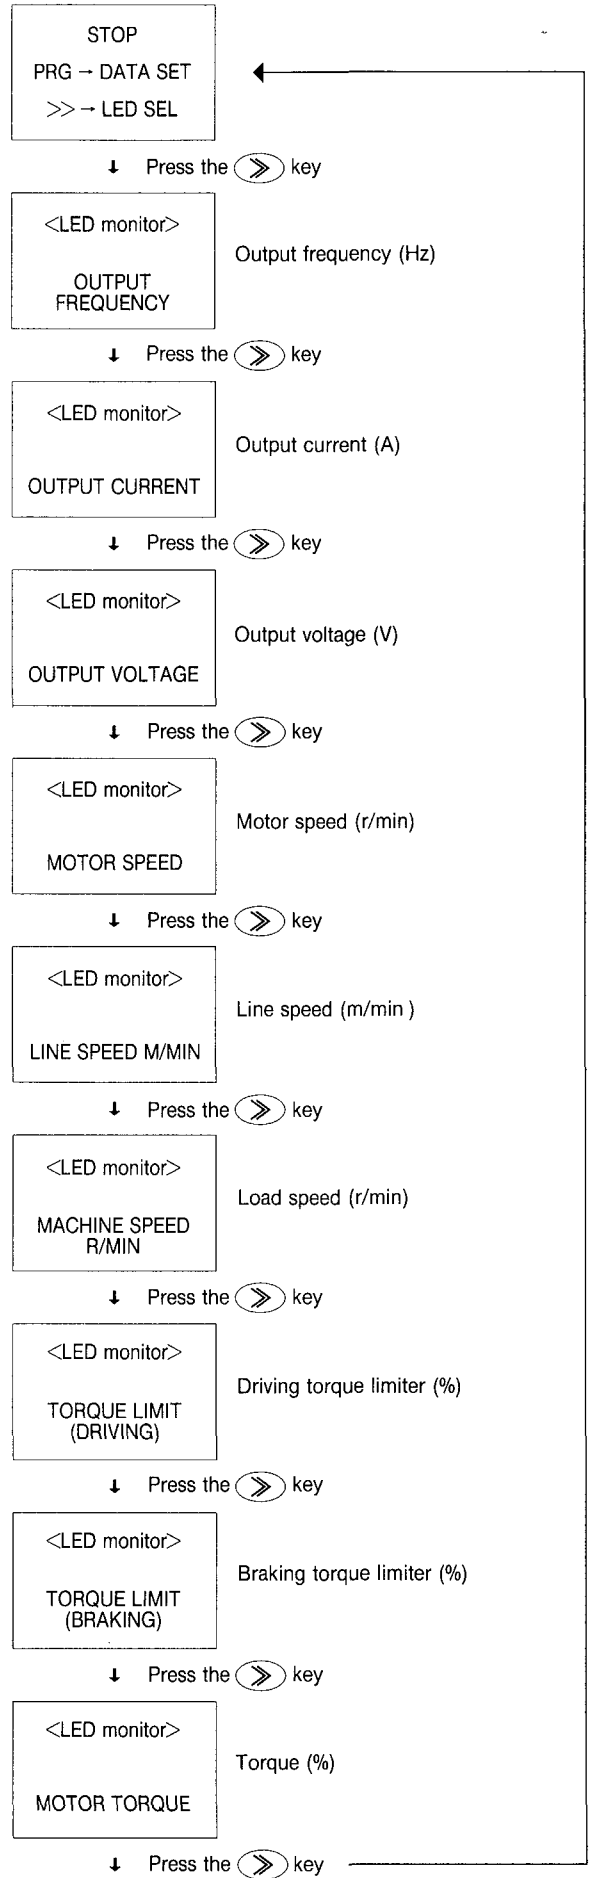 STOP
PRG → DATA SET
>> → LED SEL
↓ Press the ≫ key
<LED monitor>
OUTPUT
FREQUENCY
Output frequency (Hz)
↓ Press the ≫ key
<LED monitor>
OUTPUT CURRENT
Output current (A)
↓ Press the ≫ key
<LED monitor>
OUTPUT VOLTAGE
Output voltage (V)
↓ Press the ≫ key
<LED monitor>
MOTOR SPEED
Motor speed (r/min)
↓ Press the ≫ key
<LED monitor>
LINE SPEED M/MIN
Line speed (m/min )
↓ Press the ≫ key
<LED monitor>
MACHINE SPEED
R/MIN
Load speed (r/min)
↓ Press the ≫ key
<LED monitor>
TORQUE LIMIT
(DRIVING)
Driving torque limiter (%)
↓ Press the ≫ key
<LED monitor>
TORQUE LIMIT
(BRAKING)
Braking torque limiter (%)
↓ Press the ≫ key
<LED monitor>
MOTOR TORQUE
Torque (%)
↓ Press the ≫ key